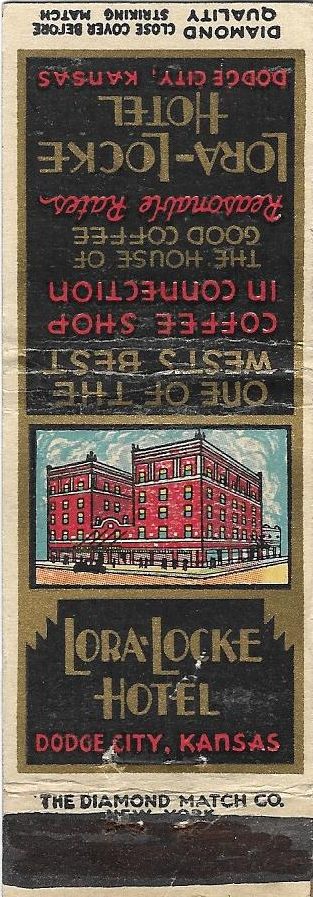 LORA-LOCKE
HOTEL
DODGE CITY, KANSAS
THE DIAMOND MATCH CO.
NEW YORK
ONE OF THE
WEST'S BEST
COFFEE SHOP
IN CONNECTION
THE HOUSE OF
GOOD COFFEE
Reasonable Rates
LORA-LOCKE
HOTEL
DODGE CITY, KANSAS
DIAMOND
QUALITY
CLOSE COVER BEFORE
STRIKING MATCH